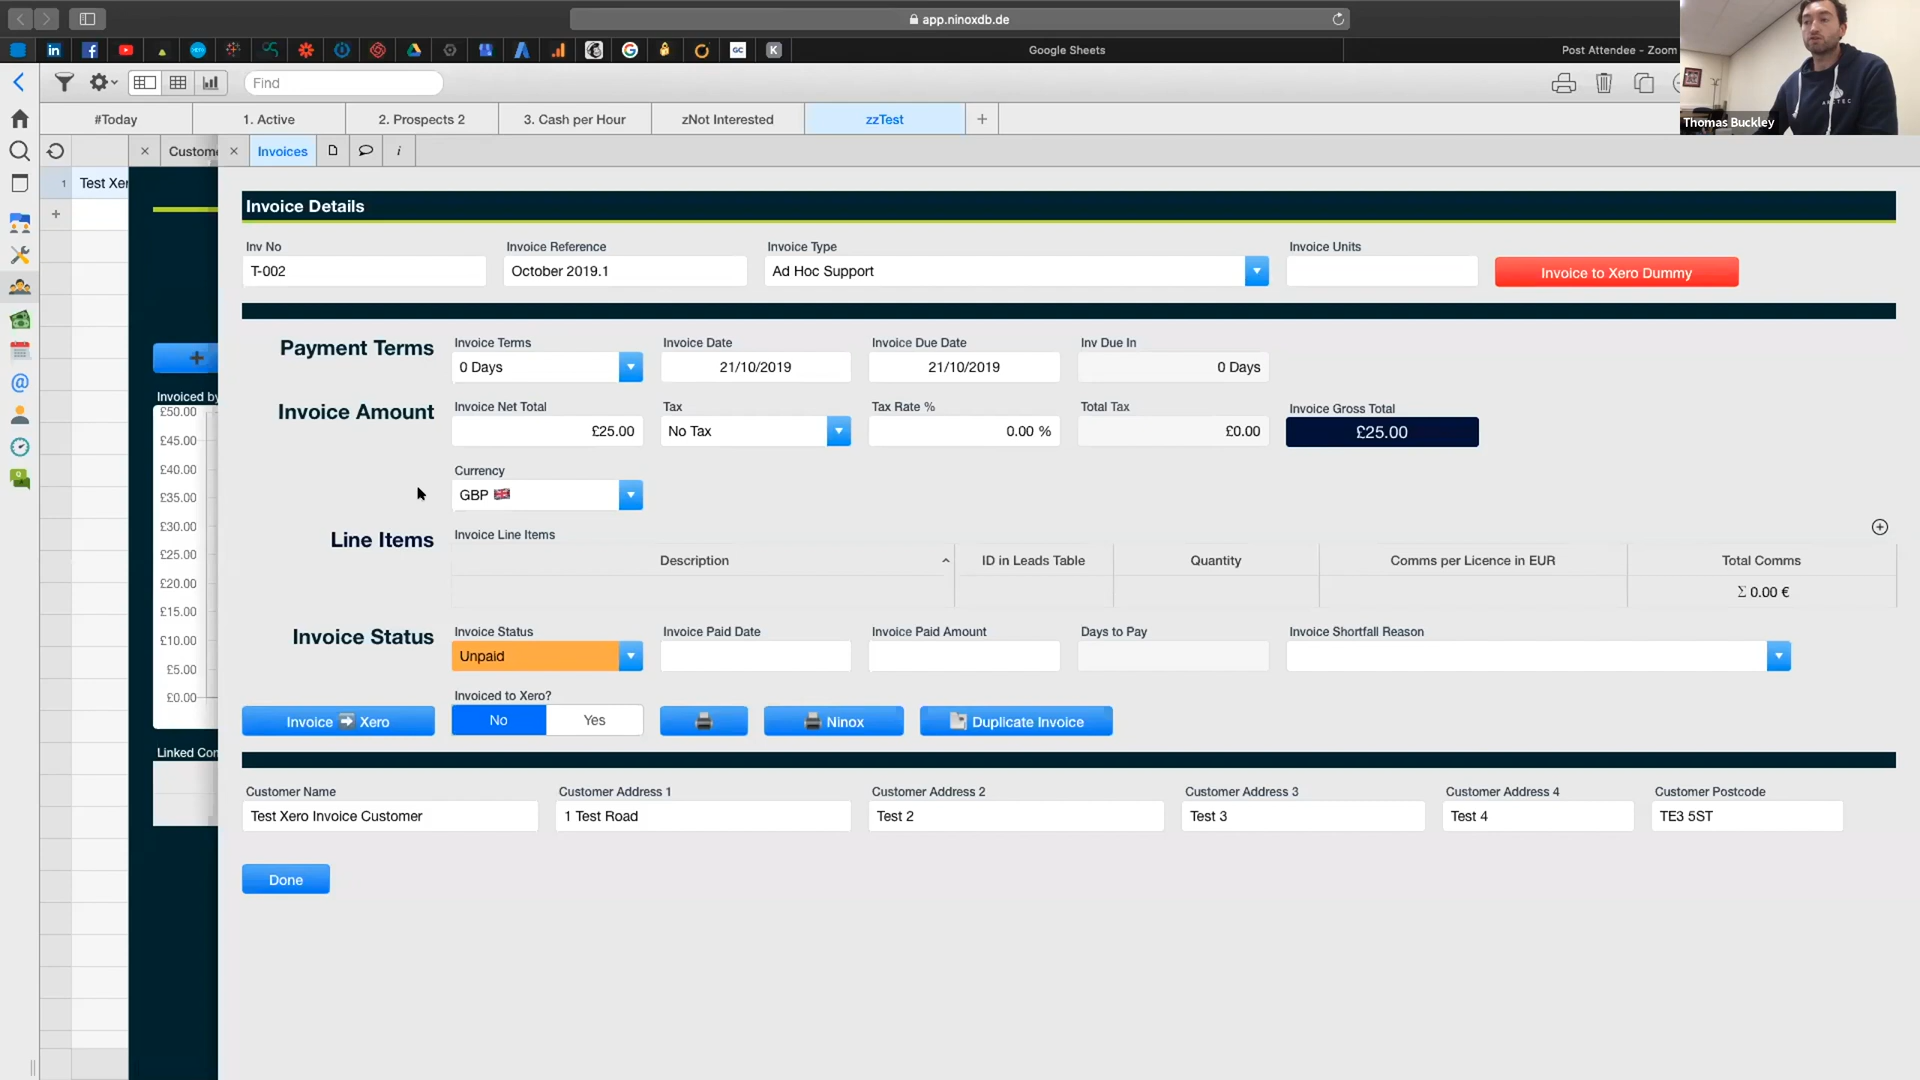 app.ninoxdb.de
Google Sheets
Post Attendee - Zoom
Find
#Today
1. Active
2. Prospects 2
3. Cash per Hour
zNot Interested
zzTest
Custome
Invoices
Thomas Buckley
1
Test Xer
Invoice Details
Inv No
Invoice Reference
Invoice Type
Invoice Units
T-002
October 2019.1
Ad Hoc Support
Invoice to Xero Dummy
Payment Terms
Invoice Terms
Invoice Date
Invoice Due Date
Inv Due In
0 Days
21/10/2019
21/10/2019
0 Days
Invoice Amount
Invoice Net Total
Tax
Tax Rate %
Total Tax
Invoice Gross Total
£25.00
No Tax
0.00 %
£0.00
£25.00
Currency
GBP
Line Items
Invoice Line Items
Description
ID in Leads Table
Quantity
Comms per Licence in EUR
Total Comms
Σ 0.00 €
Invoice Status
Invoice Status
Invoice Paid Date
Invoice Paid Amount
Days to Pay
Invoice Shortfall Reason
Unpaid
Invoiced to Xero?
Invoice Xero
No
Yes
Ninox
Duplicate Invoice
Customer Name
Customer Address 1
Customer Address 2
Customer Address 3
Customer Address 4
Customer Postcode
Test Xero Invoice Customer
1 Test Road
Test 2
Test 3
Test 4
TE3 5ST
Done
Invoiced by
£50.00
£45.00
£40.00
£35.00
£30.00
£25.00
£20.00
£15.00
£10.00
£5.00
£0.00
Linked Con